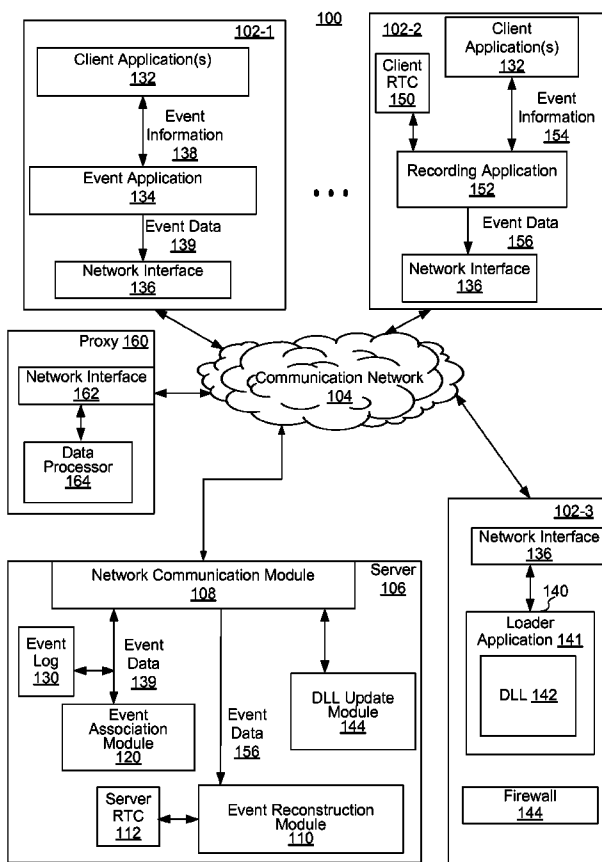 100
102-1
Client Application(s)
132
Event
Information
138
Event Application
134
Event Data
139
Network Interface
136
102-2
Client
Application(s)
132
Client
RTC
150
Event
Information
154
Recording Application
152
Event Data
156
Network Interface
136
Proxy 160
Network Interface
162
Data
Processor
164
Communication Network
104
102-3
Network Interface
136
140
Loader
Application 141
DLL 142
Firewall
144
Server
106
Network Communication Module
108
Event
Log
130
Event
Data
139
Event
Association Module
120
Event
Data
156
DLL Update
Module
144
Server
RTC
112
Event Reconstruction
Module
110